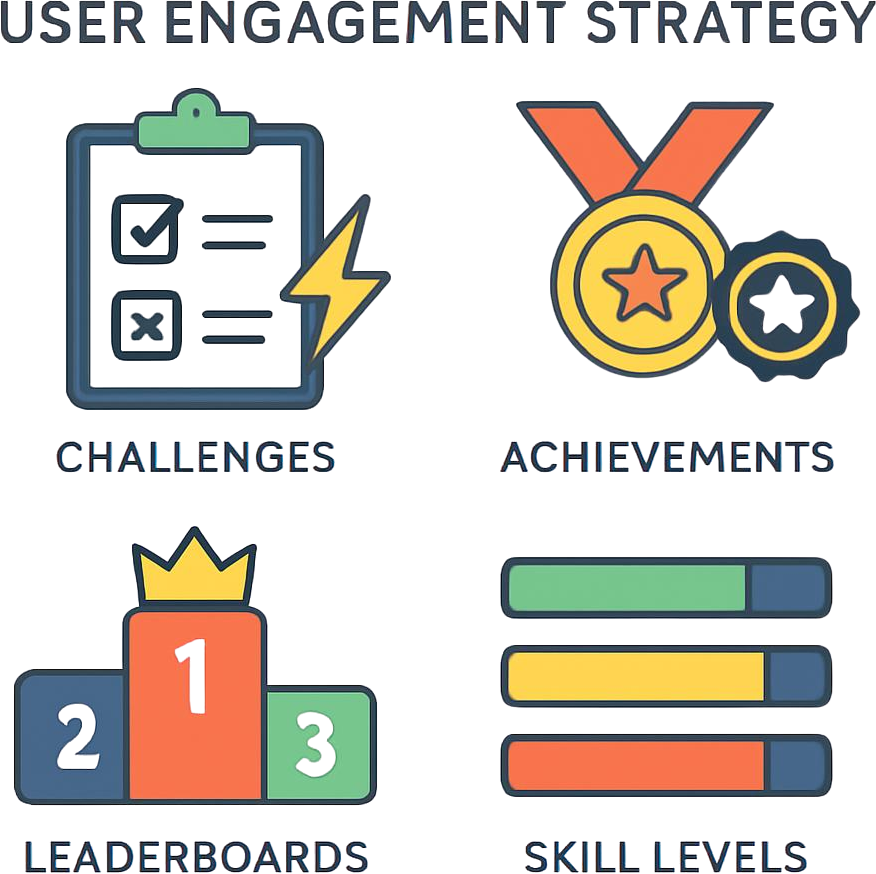 USER ENGAGEMENT STRATEGY
CHALLENGES
ACHIEVEMENTS
2
1
3
LEADERBOARDS
SKILL LEVELS